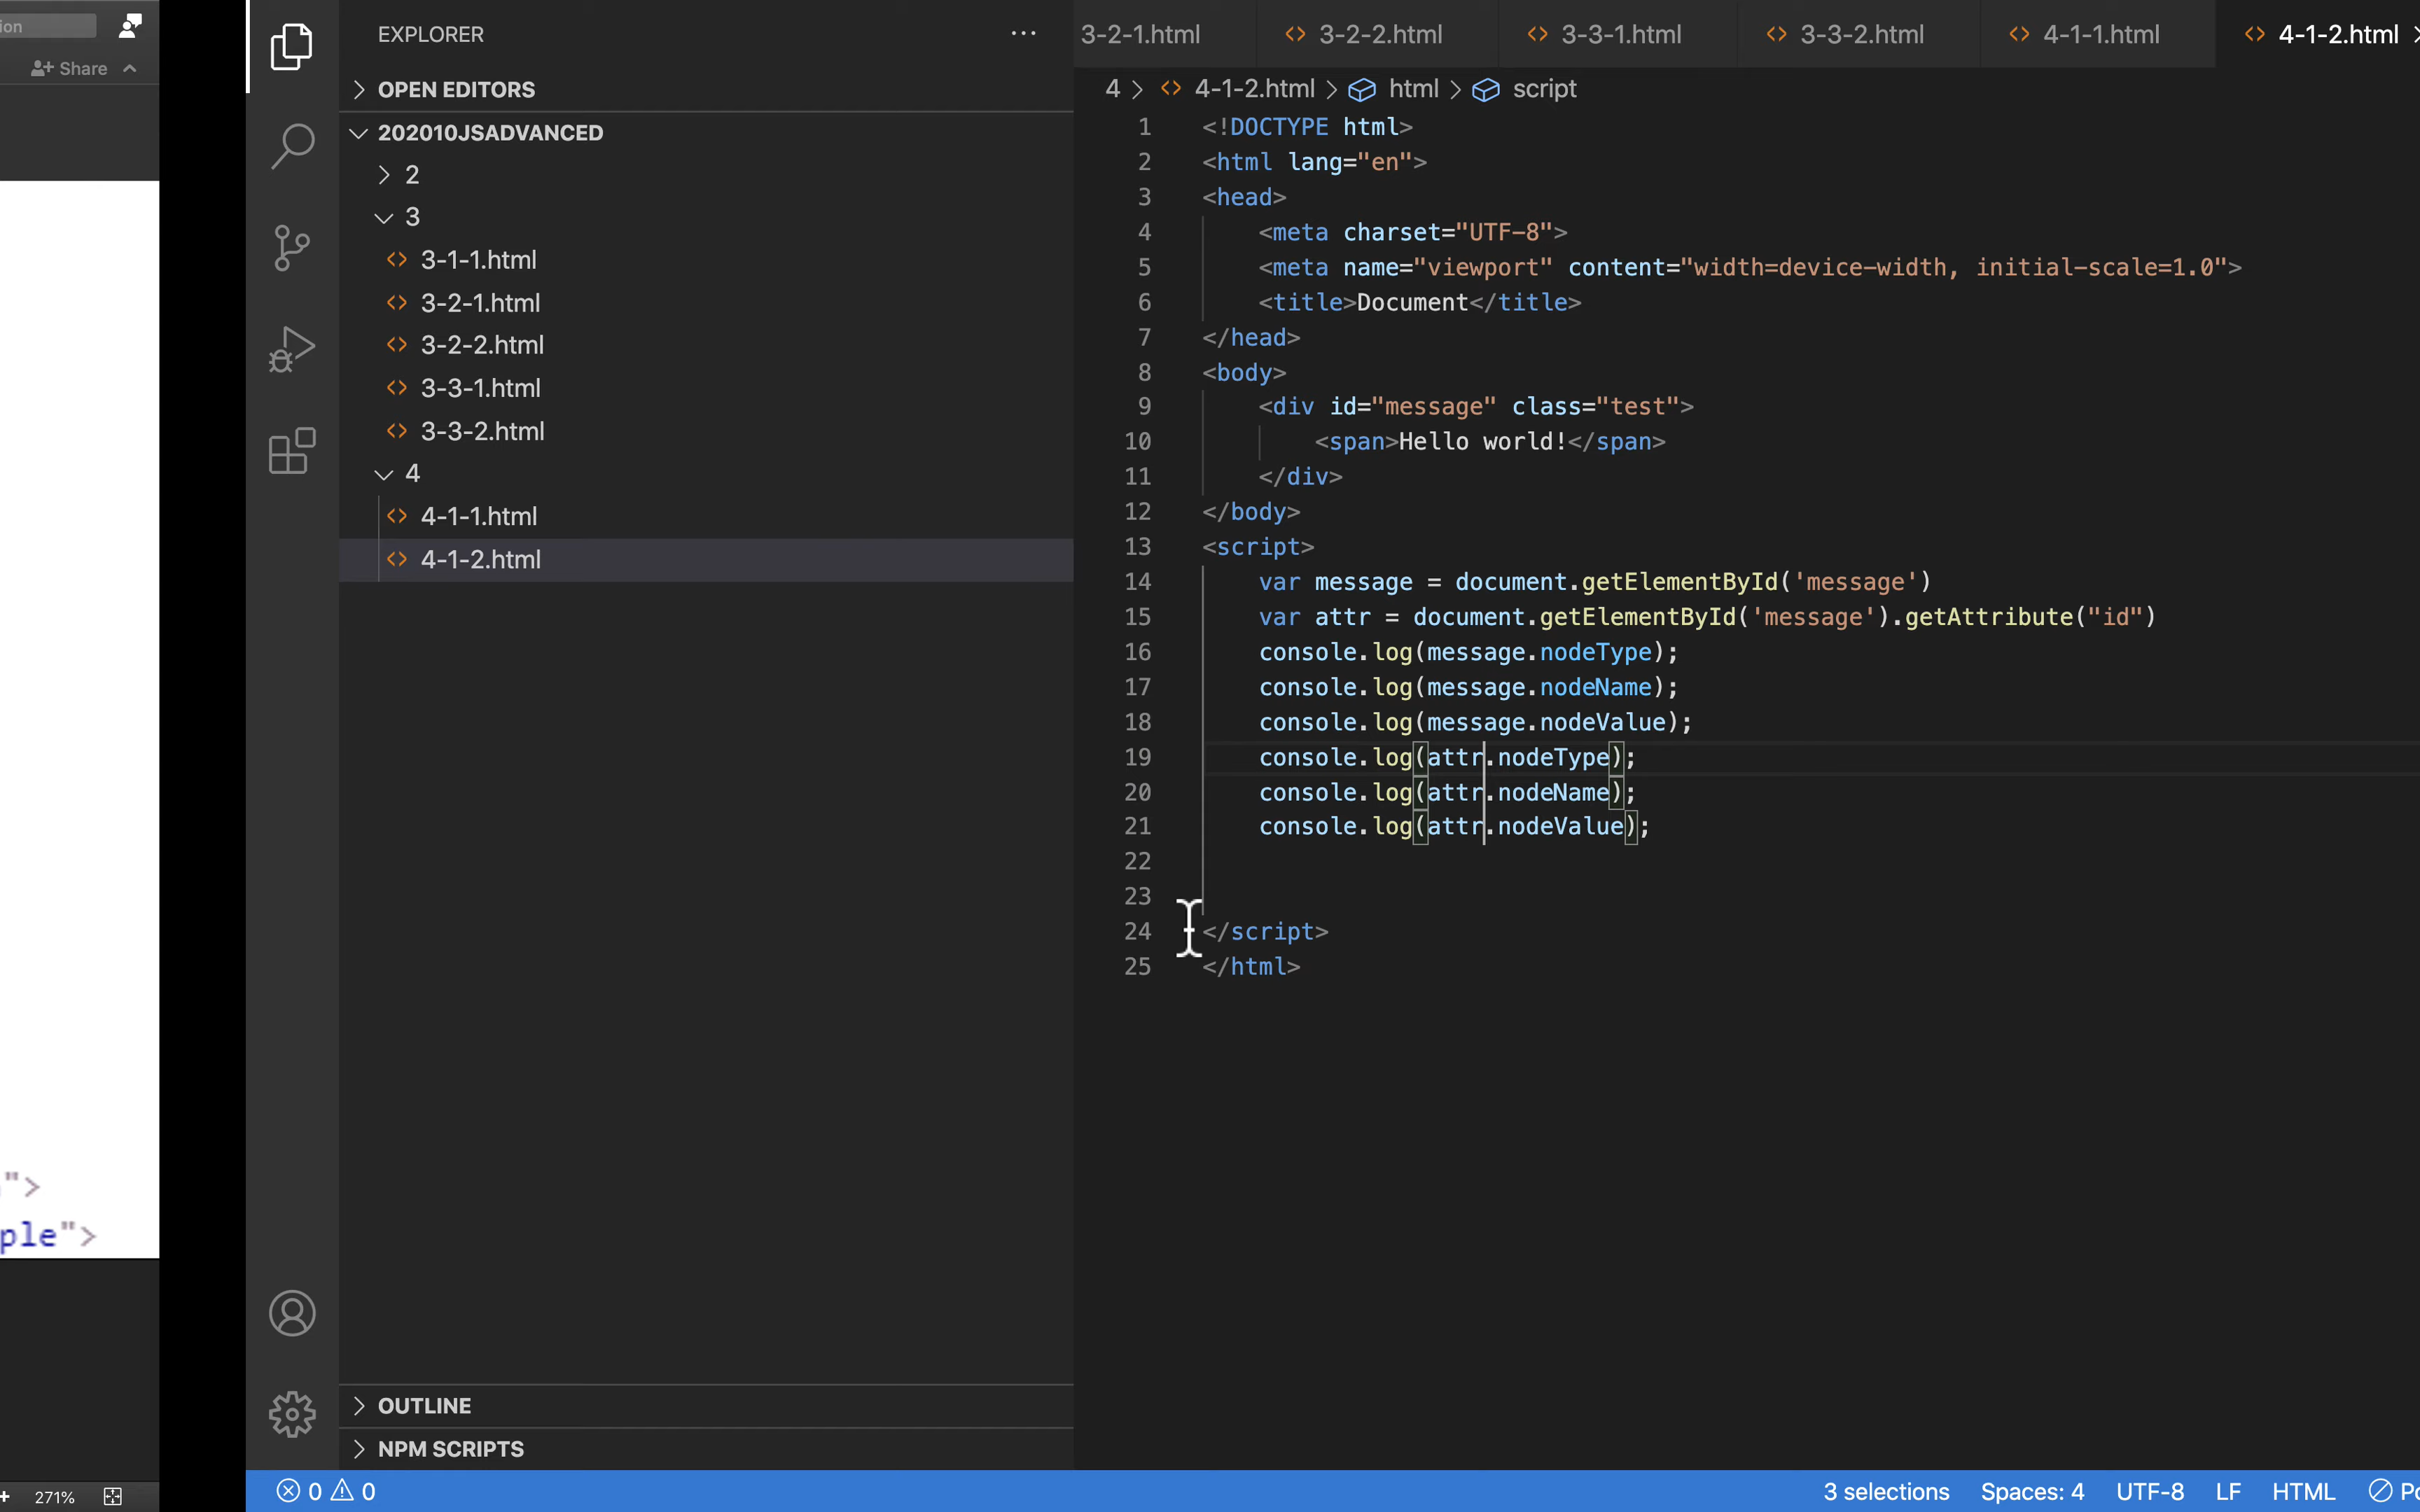 ion
Share
">
ple">
271%
EXPLORER
OPEN EDITORS
202010JSADVANCED
2
3
3-1-1.html
3-2-1.html
3-2-2.html
3-3-1.html
3-3-2.html
4
4-1-1.html
4-1-2.html
OUTLINE
NPM SCRIPTS
3-2-1.html 3-2-2.html 3-3-1.html 3-3-2.html 4-1-1.html 4-1-2.html
4 > 4-1-2.html > html > script
1 <!DOCTYPE html>
2 <html lang="en">
3 <head>
4 <meta charset="UTF-8">
5 <meta name="viewport" content="width=device-width, initial-scale=1.0">
6 <title>Document</title>
7 </head>
8 <body>
9 <div id="message" class="test">
10 <span>Hello world!</span>
11 </div>
12 </body>
13 <script>
14 var message = document.getElementById('message')
15 var attr = document.getElementById('message').getAttribute("id")
16 console.log(message.nodeType);
17 console.log(message.nodeName);
18 console.log(message.nodeValue);
19 console.log(attr.nodeType);
20 console.log(attr.nodeName);
21 console.log(attr.nodeValue);
22
23
24 </script>
25 </html>
0 0 3 selections Spaces: 4 UTF-8 LF HTML